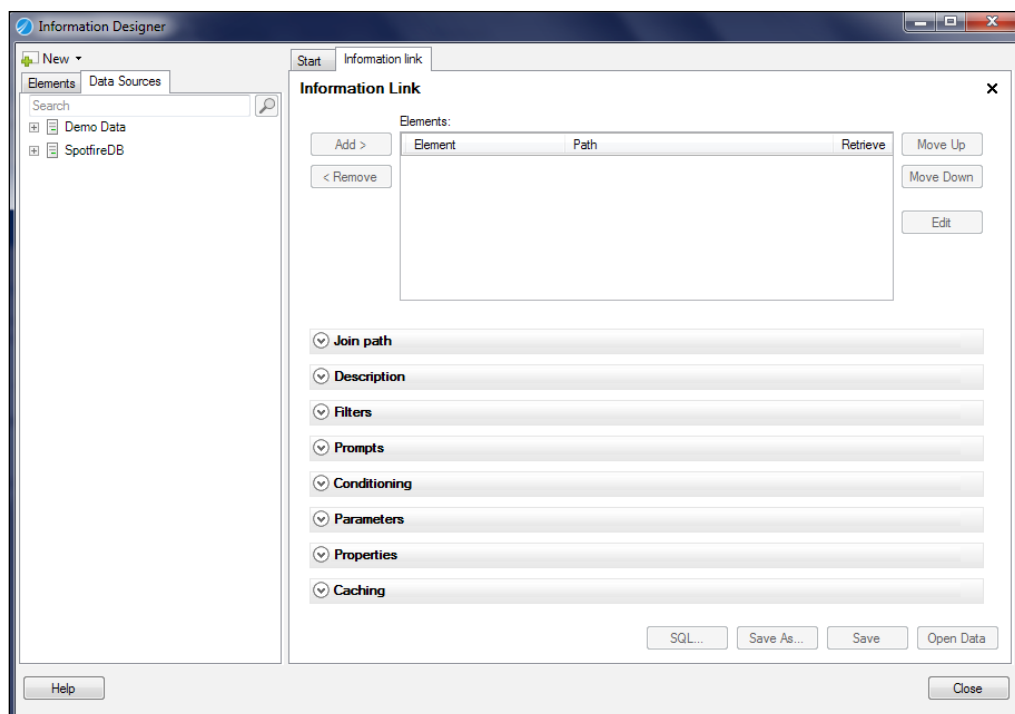 Information Designer
New
Elements Data Sources
Search
Demo Data
SpotfireDB
Start Information link
Information Link
Elements:
Add > Element Path Retrieve Move Up
< Remove Move Down
Edit
Join path
Description
Filters
Prompts
Conditioning
Parameters
Properties
Caching
SQL... Save As... Save Open Data
Help Close